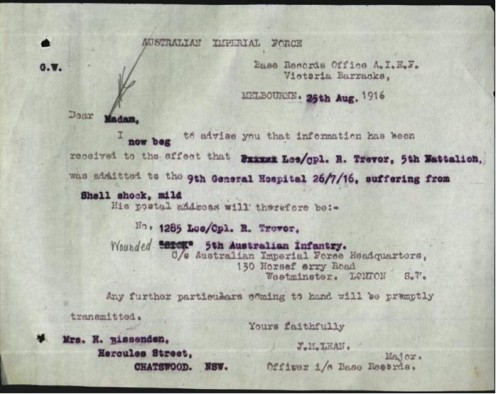 AUSTRALIAN IMPERIAL FORCE
G.W.
Base Records Office A.I.E.F.
Victoria Barracks,
MELBOURNE. 25th Aug. 1916
Dear Madam,
I now beg to advise you that information has been
received to the effect that Lce/Cpl. R. Trevor, 5th Battalion,
was admitted to the 9th General Hospital 26/7/16, suffering from
Shell shock, mild
His postal address will therefore be:-
No. 1285 Lce/Cpl. R. Trevor,
Wounded 5th Australian Infantry.
C/o Australian Imperial Force Headquarters,
130 Horsef erry Road
Westminster. LONDON S.W.
Any further particulars coming to hand will be promptly
transmitted.
Yours faithfully
Mrs. H. Bissenden,
J.M.LEAN.
Hercules Street,
Major.
CHATSWOOD. NSW.
Officer i/c Base Records.